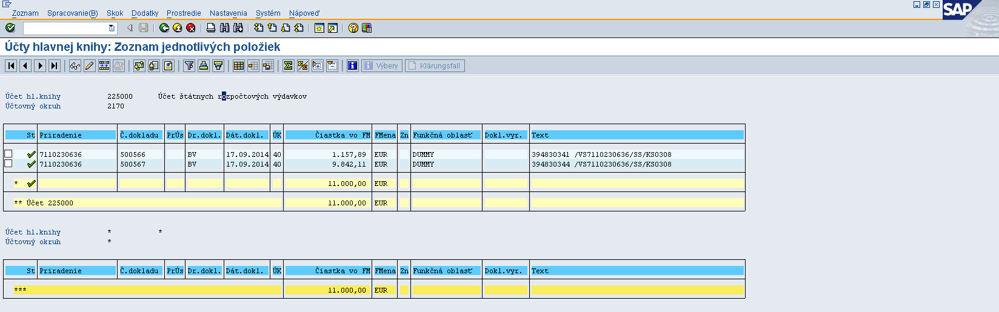 Zoznam Spracovanie(B) Skok Dodatky Prostredie Nastavenia Systém Nápoveď
SAP
Účty hlavnej knihy: Zoznam jednotlivých položiek
Výbery Klärungsfall
Účet hl.knihy 225000 Účet štátnych rozpočtových výdavkov
Účtovný okruh 2170
St Priradenie Č.dokladu PrÚs Dr.dokl. Dát.dokl. ÚK Čiastka vo FM FMena Zn Funkčná oblasť Dokl.vyr. Text
7110230636 500566 BV 17.09.2014 40 1.157,89 EUR DUMMY 394830341 /VS7110230636/SS/KS0308
7110230636 500567 BV 17.09.2014 40 9.842,11 EUR DUMMY 394830344 /VS7110230636/SS/KS0308
* 11.000,00 EUR
** Účet 225000 11.000,00 EUR
Účet hl.knihy * *
Účtovný okruh *
St Priradenie Č.dokladu PrÚs Dr.dokl. Dát.dokl. ÚK Čiastka vo FM FMena Zn Funkčná oblasť Dokl.vyr. Text
*** 11.000,00 EUR